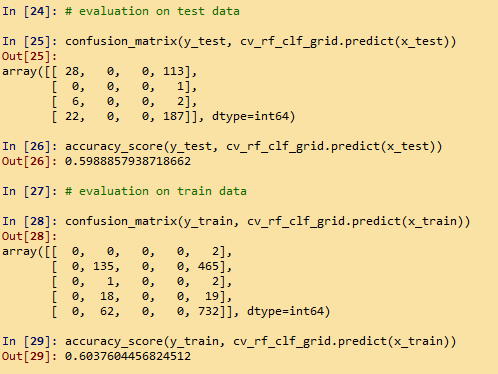 In [24]: # evaluation on test data
In [25]: confusion_matrix(y_test, cv_rf_clf_grid.predict(x_test))
Out[25]:
array([[ 28,   0,   0, 113],
       [  0,   0,   0,   1],
       [  6,   0,   0,   2],
       [ 22,   0,   0, 187]], dtype=int64)
In [26]: accuracy_score(y_test, cv_rf_clf_grid.predict(x_test))
Out[26]: 0.5988857938718662
In [27]: # evaluation on train data
In [28]: confusion_matrix(y_train, cv_rf_clf_grid.predict(x_train))
Out[28]:
array([[  0,   0,   0,   0,   2],
       [  0, 135,   0,   0, 465],
       [  0,   1,   0,   0,   2],
       [  0,  18,   0,   0,  19],
       [  0,  62,   0,   0, 732]], dtype=int64)
In [29]: accuracy_score(y_train, cv_rf_clf_grid.predict(x_train))
Out[29]: 0.6037604456824512